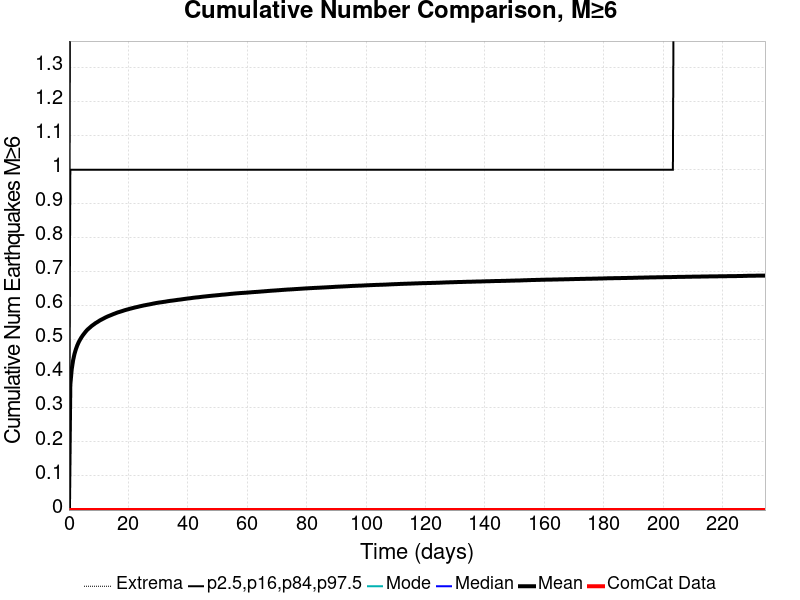 Cumulative Number Comparison, M≥6
Cumulative Num Earthquakes M≥6
1.3
1.2
1.1
1
0.9
0.8
0.7
0.6
0.5
0.4
0.3
0.2
0.1
0
0 20 40 60 80 100 120 140 160 180 200 220
Time (days)
Extrema p2.5,p16,p84,p97.5 Mode Median Mean ComCat Data